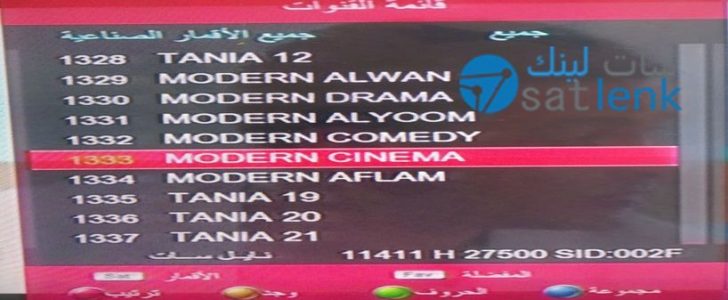 قائمة القنوات
جميع الأقمار الصناعية جميع
1328 TANIA 12
1329 MODERN ALWAN
1330 MODERN DRAMA
1331 MODERN ALYOOM
1332 MODERN COMEDY
1333 MODERN CINEMA
1334 MODERN AFLAM
1335 TANIA 19
1336 TANIA 20
1337 TANIA 21
سات لينك
satlenk
نايل سات 11411 H 27500 SID:002F
Sat الأقمار Fav المفضلة
ترتيب وجد الحروف مجموعة